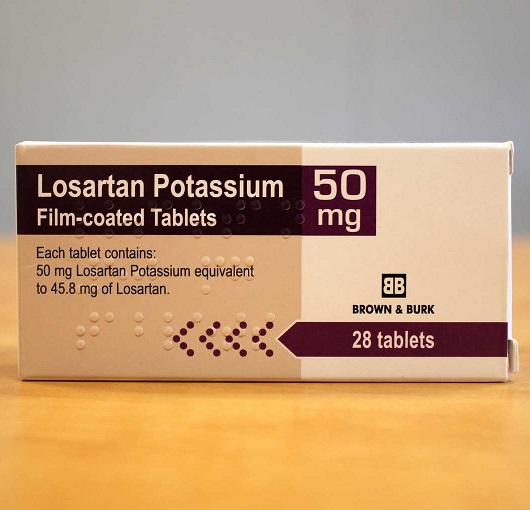 Losartan Potassium
Film-coated Tablets
50
mg
Each tablet contains:
50 mg Losartan Potassium equivalent
to 45.8 mg of Losartan.
BB
BROWN & BURK
28 tablets